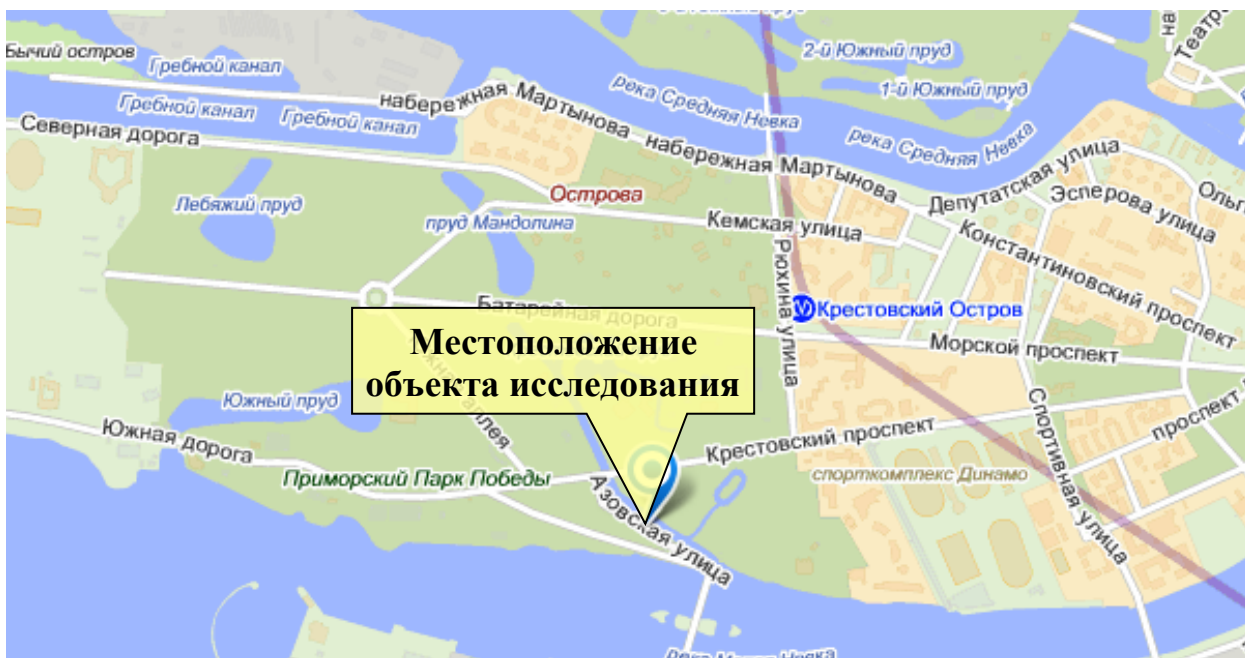 2-й Южный пруд
Бычий остров
Гребной канал
1-й Южный пруд
река Средняя Невка
набережная Мартынова
Гребной канал
Гребной канал
Северная дорога
река Средняя Невка
набережная Мартынова
Депутатская улица
Эсперова улица
Острова
Лебяжий пруд
пруд Мандолина
Кемская улица
Константиновский проспект
Рюхина улица
Батарейная дорога
Крестовский Остров
Местоположение
объекта исследования
Морской проспект
Южный пруд
аллея
Спортивная улица
проспект
Южная дорога
Крестовский проспект
Приморский Парк Победы
спорткомплекс Динамо
Азовская улица